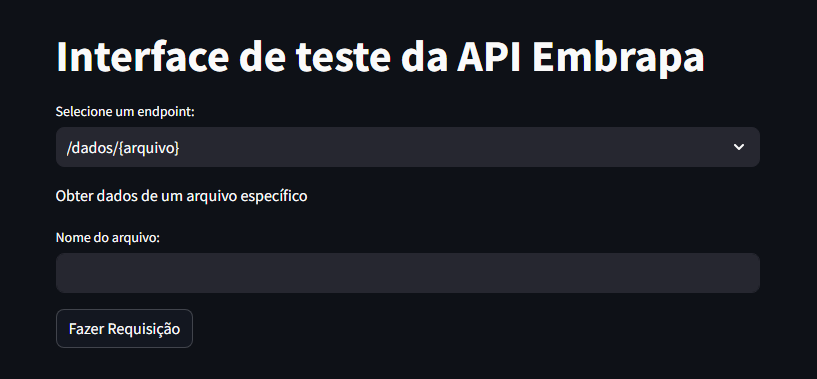 Interface de teste da API Embrapa
Selecione um endpoint:
/dados/{arquivo}
Obter dados de um arquivo específico
Nome do arquivo:
Fazer Requisição